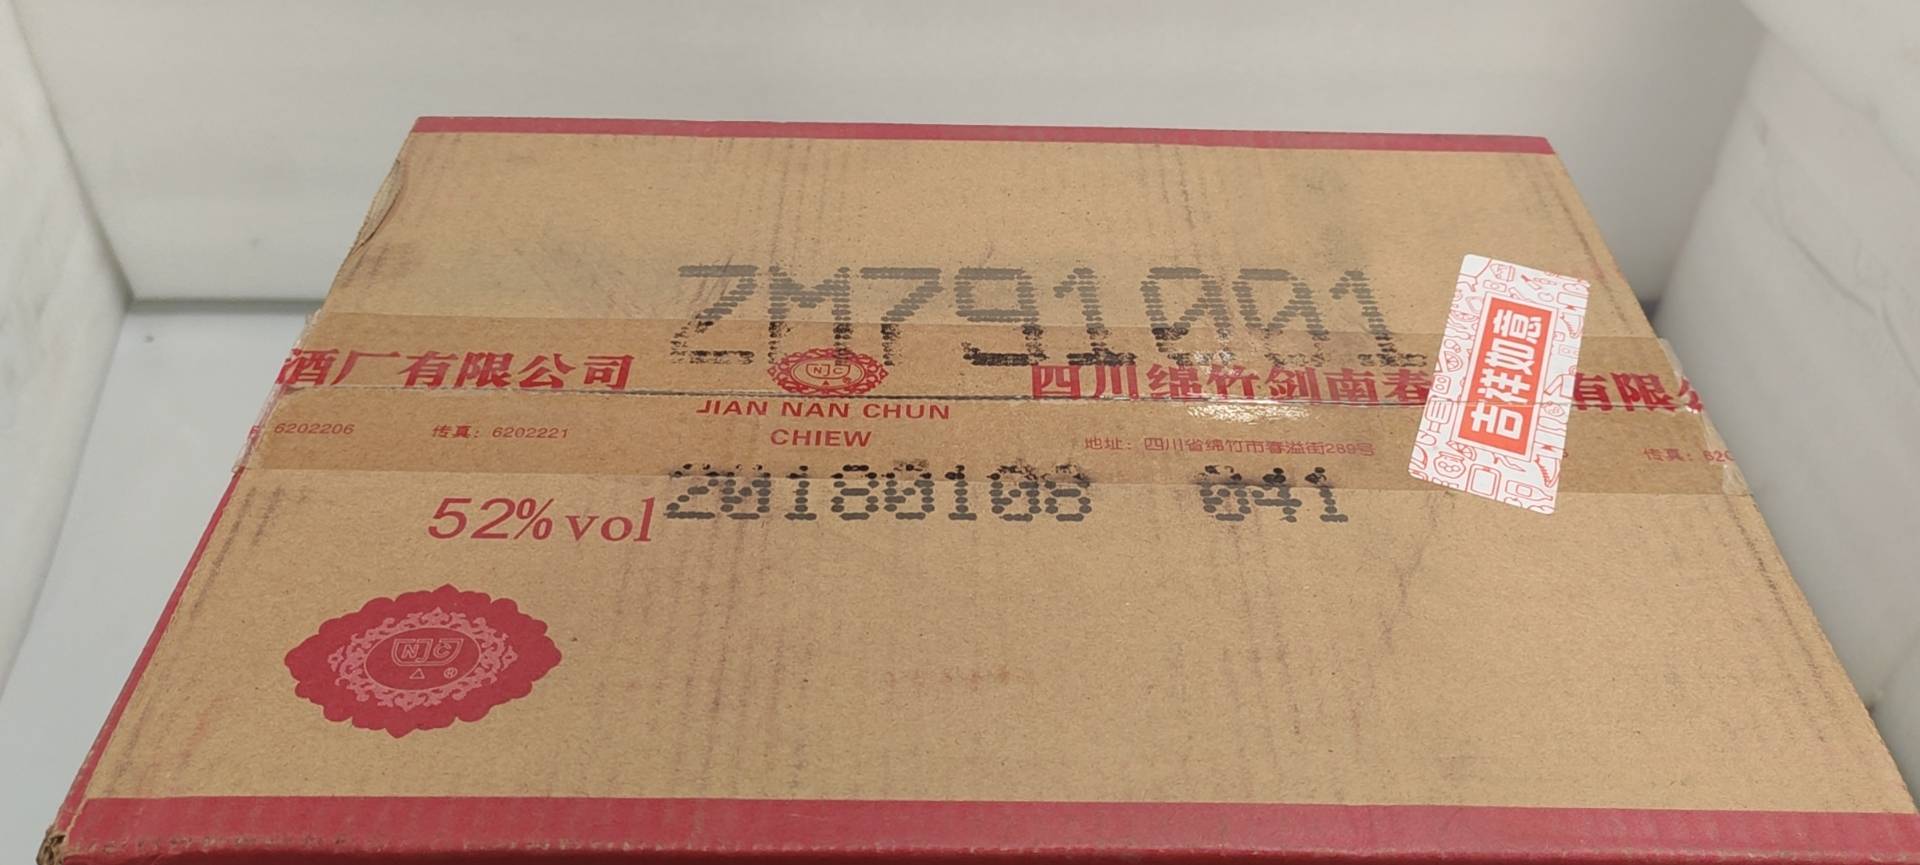 ZM791001
酒厂有限公司
NJC
四川绵竹剑南春
有限公
吉祥如意
JIAN NAN CHUN
CHIEW
6202206
传真：6202221
地址：四川省绵竹市春溢街289号
传真：620
52%vol
20180108 041
NJC
®